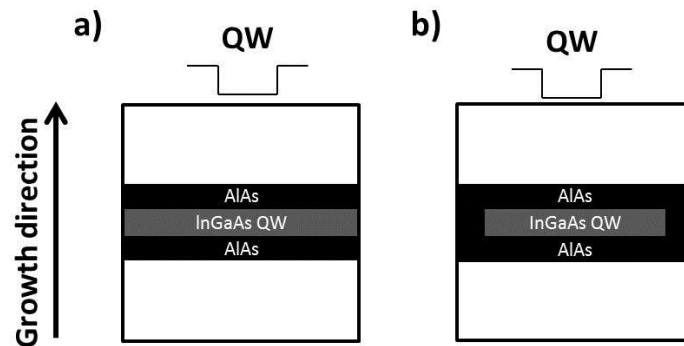 a)
QW
AlAs
InGaAs QW
AlAs
Growth direction
b)
QW
AlAs
InGaAs QW
AlAs